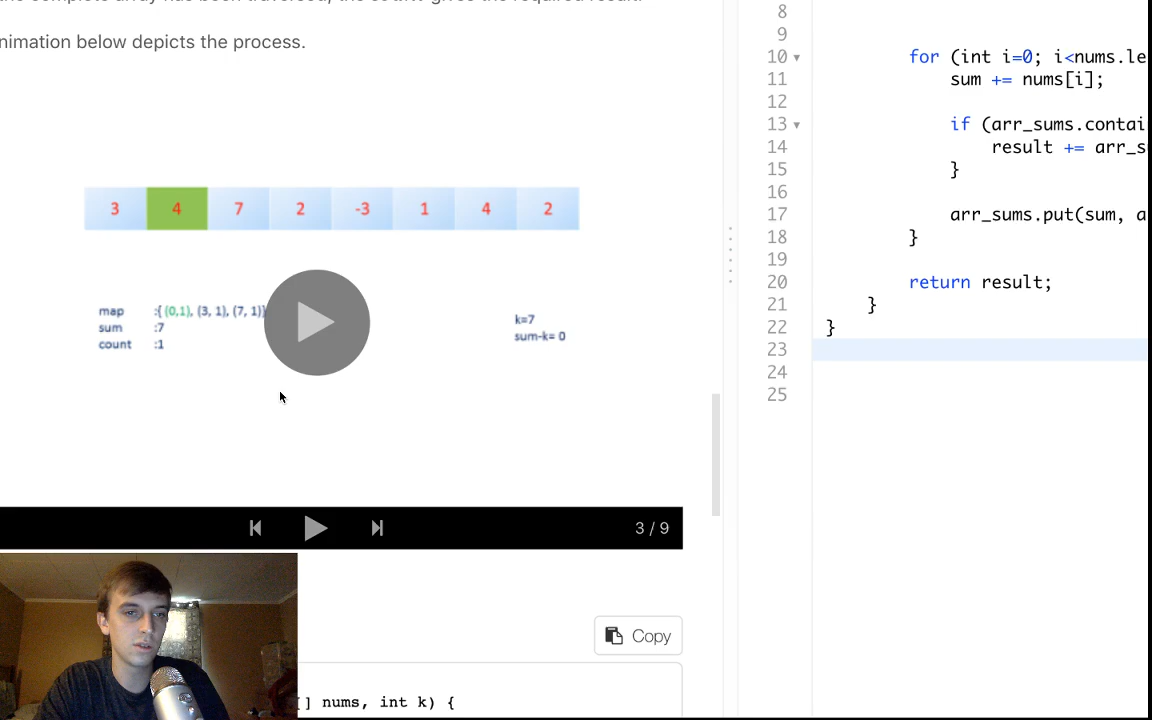 nimation below depicts the process.
3 4 7 2 -3 1 4 2
map :{ (0,1), (3, 1), (7, 1)}
sum :7
count :1
k=7
sum-k= 0
3 / 9
Copy
[] nums, int k) {
8
9
10 for (int i=0; i<nums.le
11 sum += nums[i];
12
13 if (arr_sums.contai
14 result += arr_s
15 }
16
17 arr_sums.put(sum, a
18 }
19
20 return result;
21 }
22 }
23
24
25